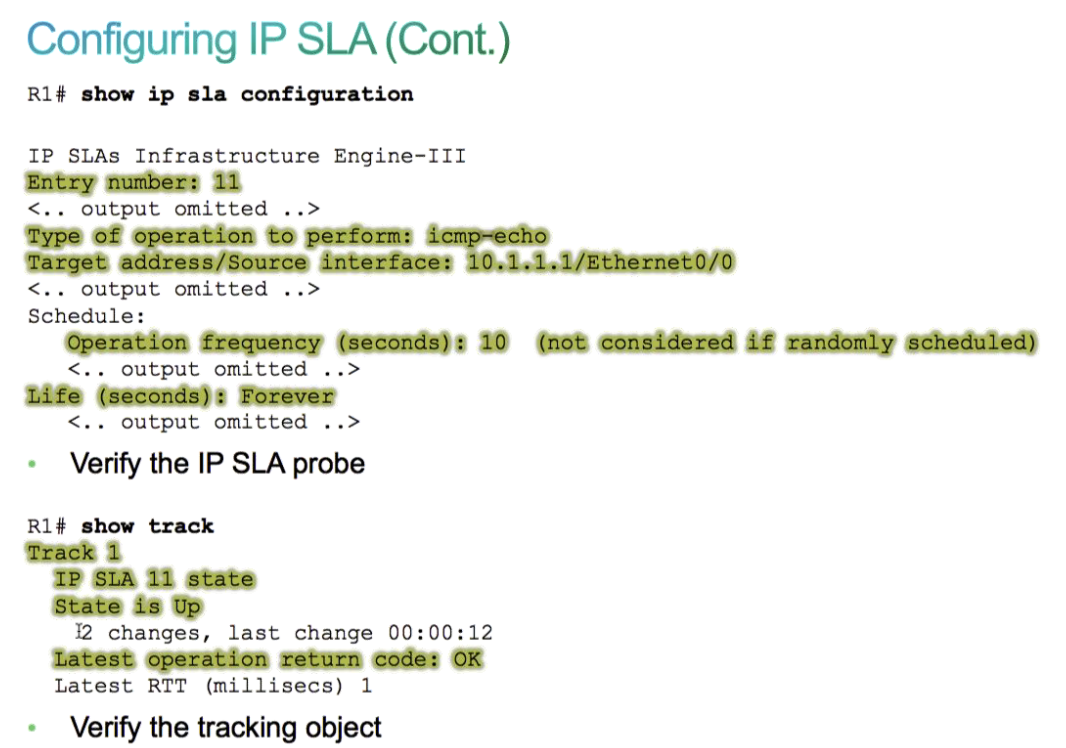 Configuring IP SLA (Cont.)
R1# show ip sla configuration
IP SLAs Infrastructure Engine-III
Entry number: 11
<.. output omitted ..>
Type of operation to perform: icmp-echo
Target address/Source interface: 10.1.1.1/Ethernet0/0
<.. output omitted ..>
Schedule:
Operation frequency (seconds): 10 (not considered if randomly scheduled)
<.. output omitted ..>
Life (seconds): Forever
<.. output omitted ..>
• Verify the IP SLA probe
R1# show track
Track 1
IP SLA 11 state
State is Up
2 changes, last change 00:00:12
Latest operation return code: OK
Latest RTT (millisecs) 1
• Verify the tracking object